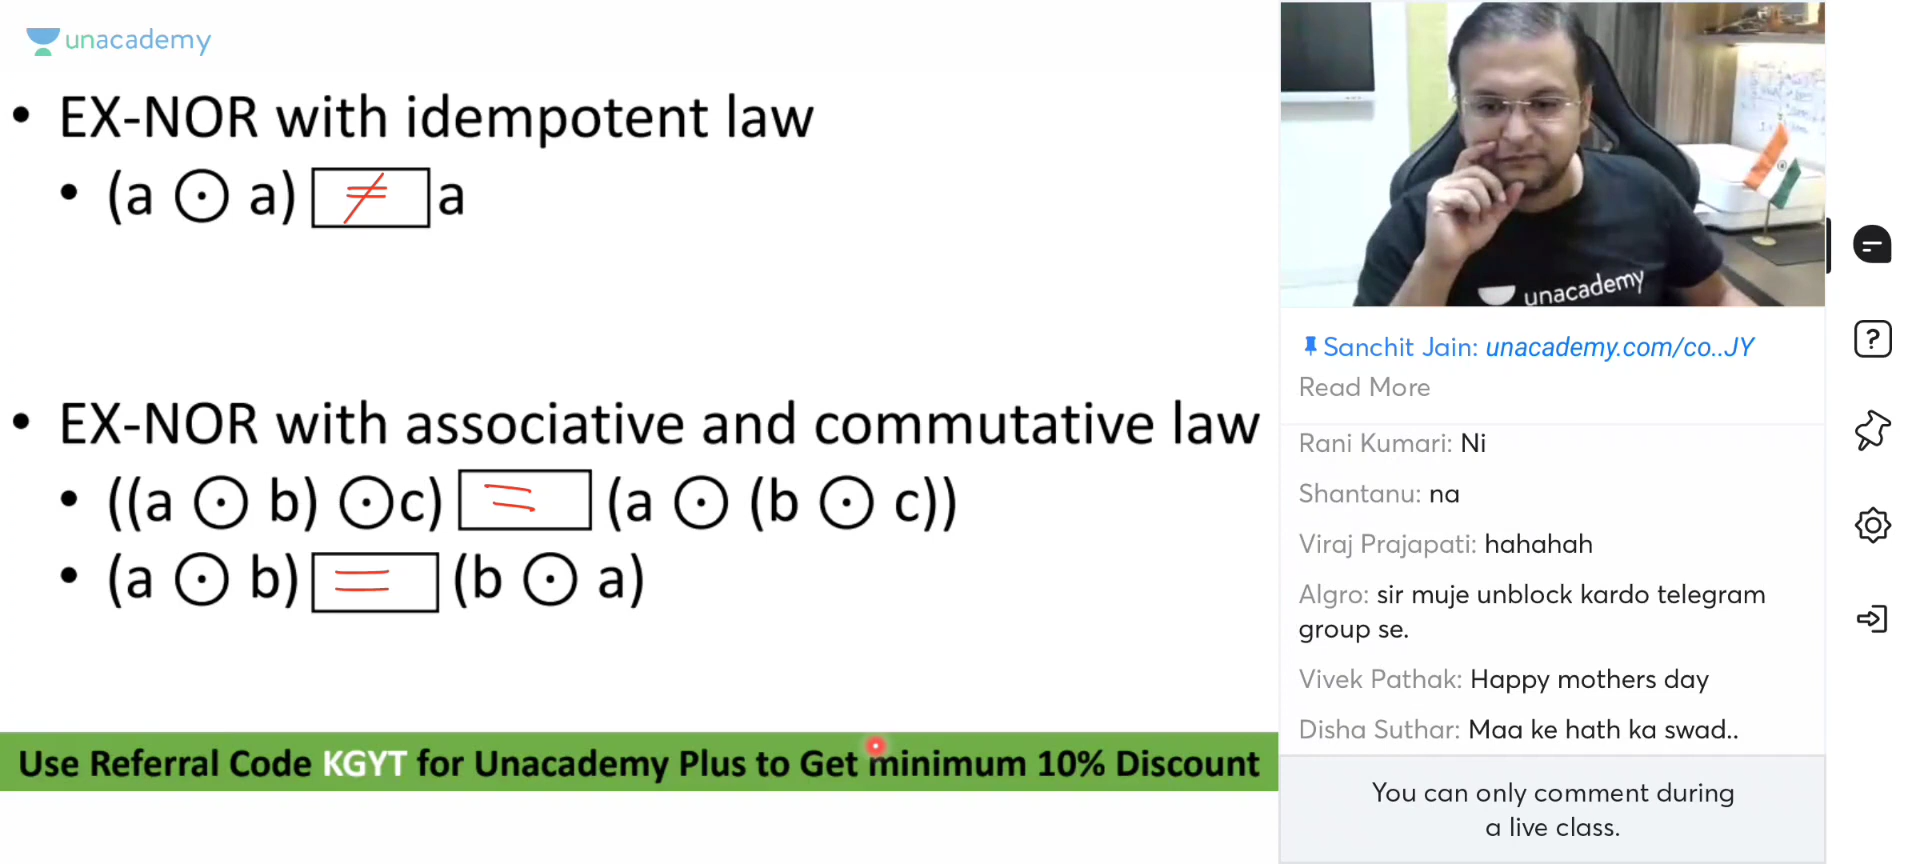 unacademy
• EX-NOR with idempotent law
• (a ⊙ a) ≠ a
• EX-NOR with associative and commutative law
• ((a ⊙ b) ⊙c) = (a ⊙ (b ⊙ c))
• (a ⊙ b) = (b ⊙ a)
Use Referral Code KGYT for Unacademy Plus to Get minimum 10% Discount
unacademy
Sanchit Jain: unacademy.com/co..JY
Read More
Rani Kumari: Ni
Shantanu: na
Viraj Prajapati: hahahah
Algro: sir muje unblock kardo telegram
group se.
Vivek Pathak: Happy mothers day
Disha Suthar: Maa ke hath ka swad..
You can only comment during
a live class.
?